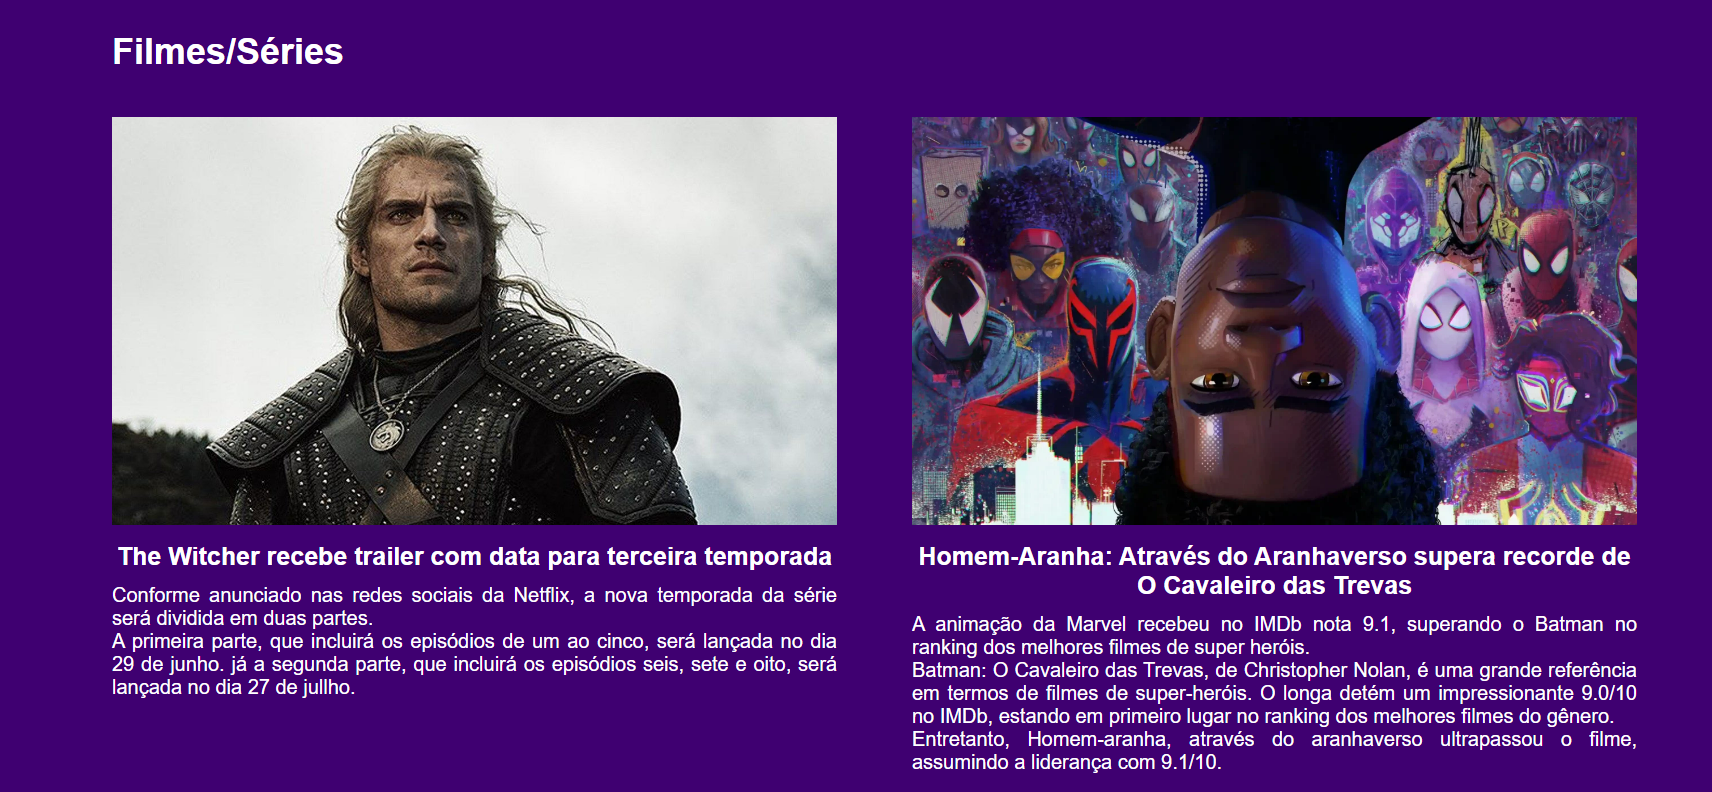 Filmes/Séries
The Witcher recebe trailer com data para terceira temporada
Conforme anunciado nas redes sociais da Netflix, a nova temporada da série
será dividida em duas partes.
A primeira parte, que incluirá os episódios de um ao cinco, será lançada no dia
29 de junho. já a segunda parte, que incluirá os episódios seis, sete e oito, será
lançada no dia 27 de jullho.
Homem-Aranha: Através do Aranhaverso supera recorde de
O Cavaleiro das Trevas
A animação da Marvel recebeu no IMDb nota 9.1, superando o Batman no
ranking dos melhores filmes de super heróis.
Batman: O Cavaleiro das Trevas, de Christopher Nolan, é uma grande referência
em termos de filmes de super-heróis. O longa detém um impressionante 9.0/10
no IMDb, estando em primeiro lugar no ranking dos melhores filmes do gênero.
Entretanto, Homem-aranha, através do aranhaverso ultrapassou o filme,
assumindo a liderança com 9.1/10.